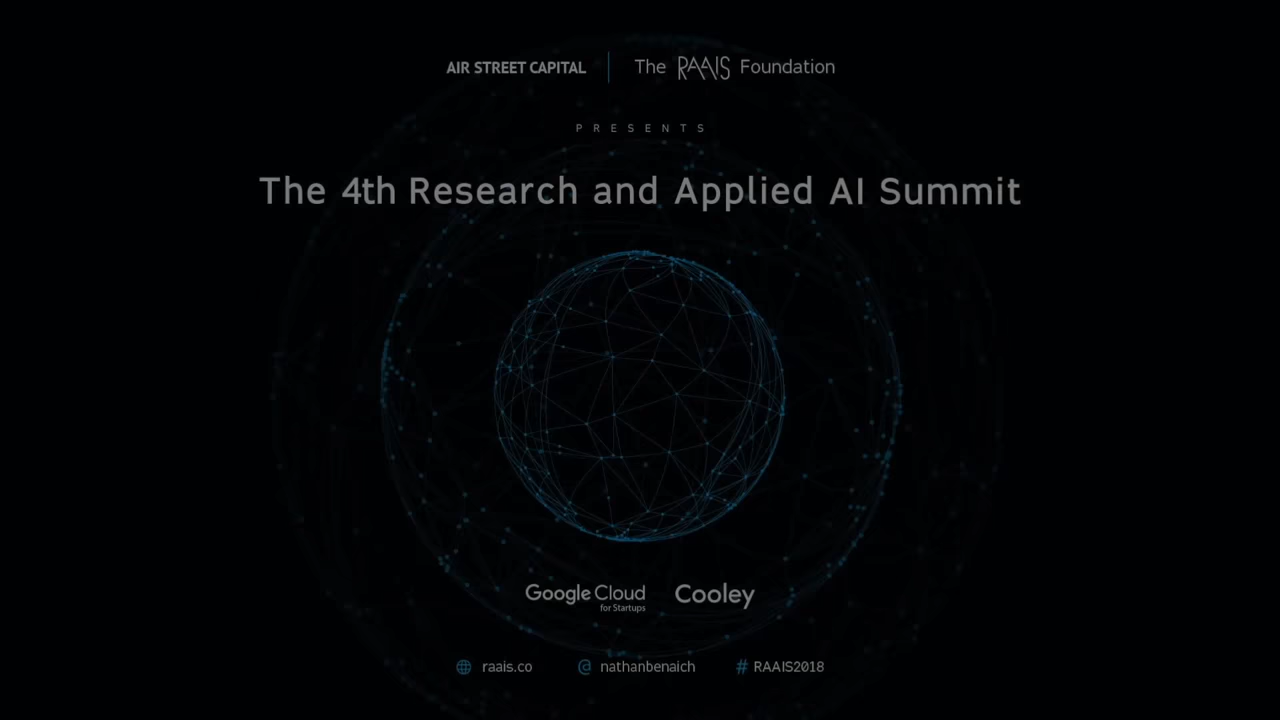 AIR STREET CAPITAL The RAAIS Foundation
PRESENTS
The 4th Research and Applied AI Summit
Google Cloud Cooley
for Startups
raais.co @ nathanbenaich # RAAIS2018